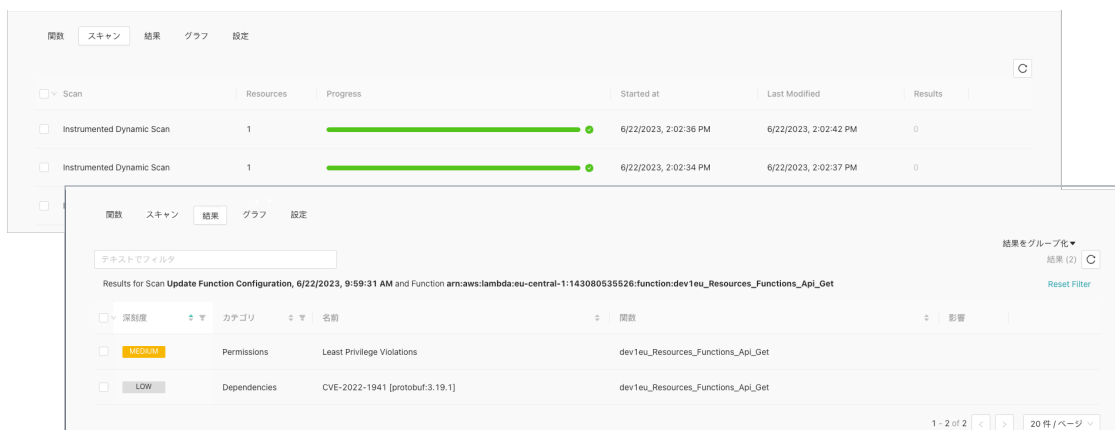 関数 スキャン 結果 グラフ 設定
Scan Resources Progress Started at Last Modified Results
Instrumented Dynamic Scan 1 6/22/2023, 2:02:36 PM 6/22/2023, 2:02:42 PM 0
Instrumented Dynamic Scan 1 6/22/2023, 2:02:34 PM 6/22/2023, 2:02:37 PM 0
関数 スキャン 結果 グラフ 設定
結果をグループ化▼
テキストでフィルタ 結果 (2)
Results for Scan Update Function Configuration, 6/22/2023, 9:59:31 AM and Function arn:aws:lambda:eu-central-1:143080535526:function:dev1eu_Resources_Functions_Api_Get Reset Filter
深刻度 カテゴリ 名前 関数 影響
MEDIUM Permissions Least Privilege Violations dev1eu_Resources_Functions_Api_Get
LOW Dependencies CVE-2022-1941 [protobuf:3.19.1] dev1eu_Resources_Functions_Api_Get
1 - 2 of 2 < > 20 件 / ページ